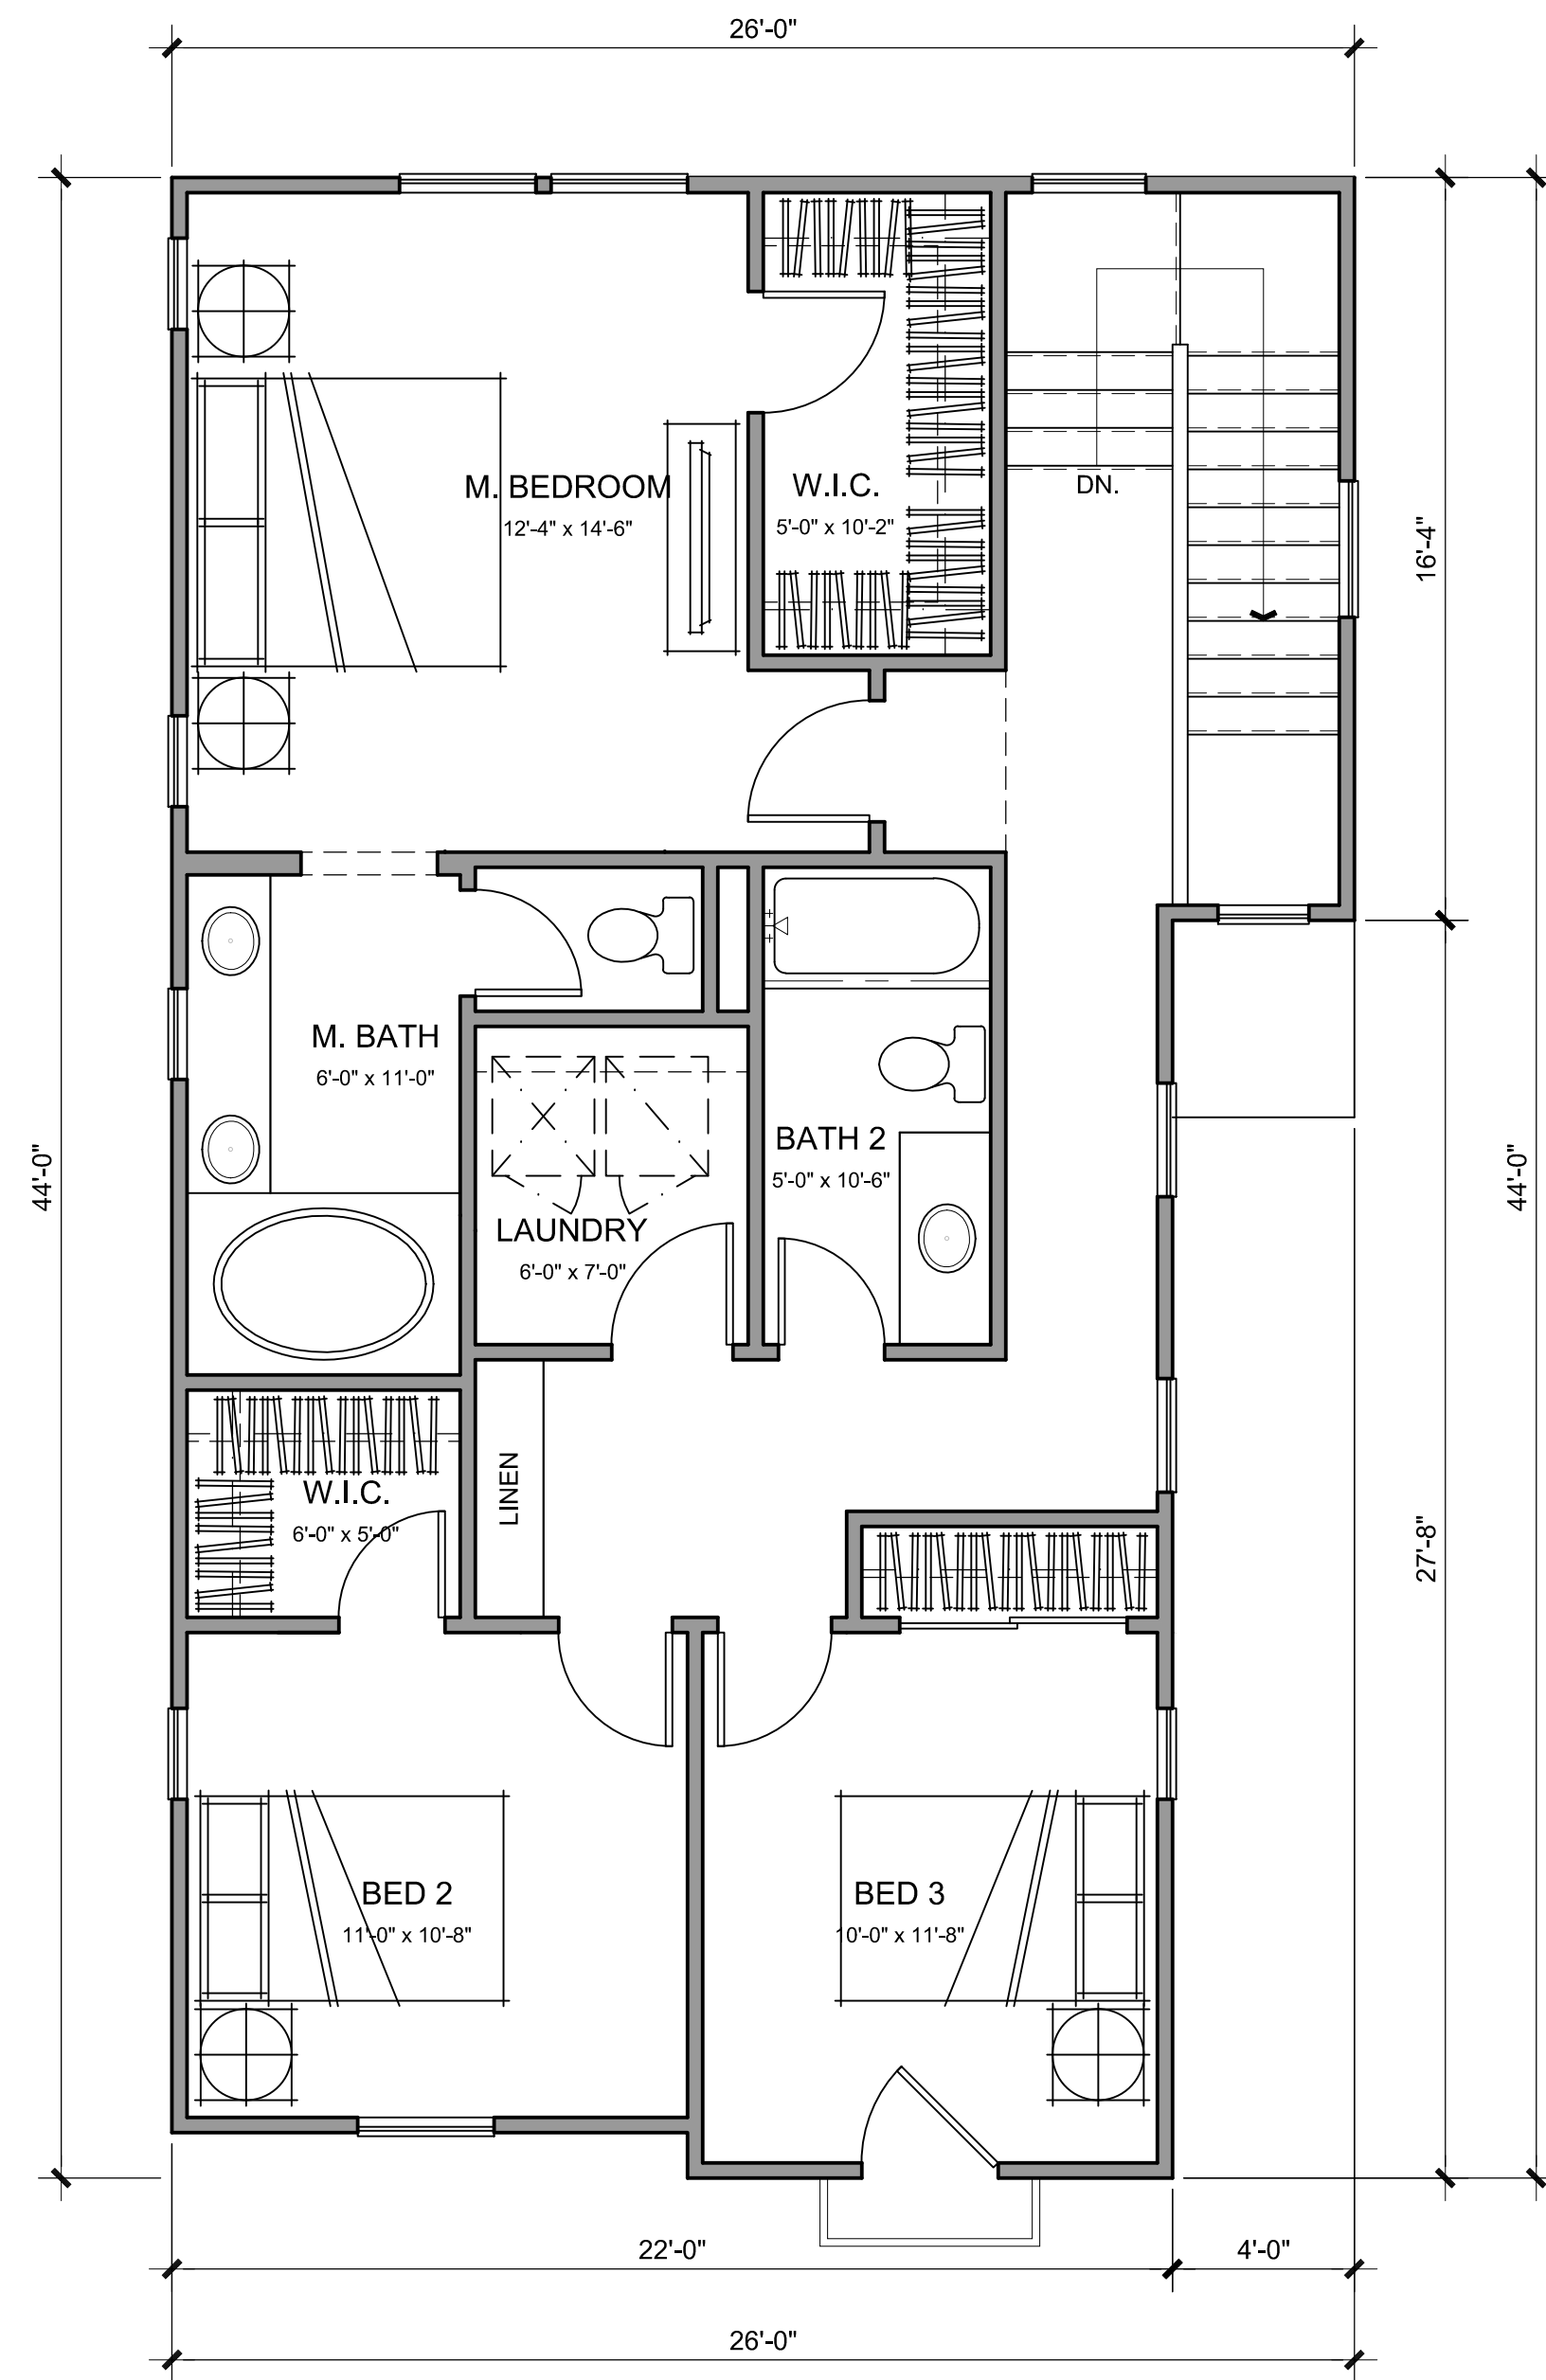 26'-0"
M. BEDROOM
12'-4" x 14'-6"
W.I.C.
5'-0" x 10'-2"
DN.
16'-4"
M. BATH
6'-0" x 11'-0"
BATH 2
5'-0" x 10'-6"
44'-0"
44'-0"
LAUNDRY
6'-0" x 7'-0"
W.I.C.
6'-0" x 5'-0"
LINEN
27'-8"
BED 2
11'-0" x 10'-8"
BED 3
10'-0" x 11'-8"
22'-0"
4'-0"
26'-0"